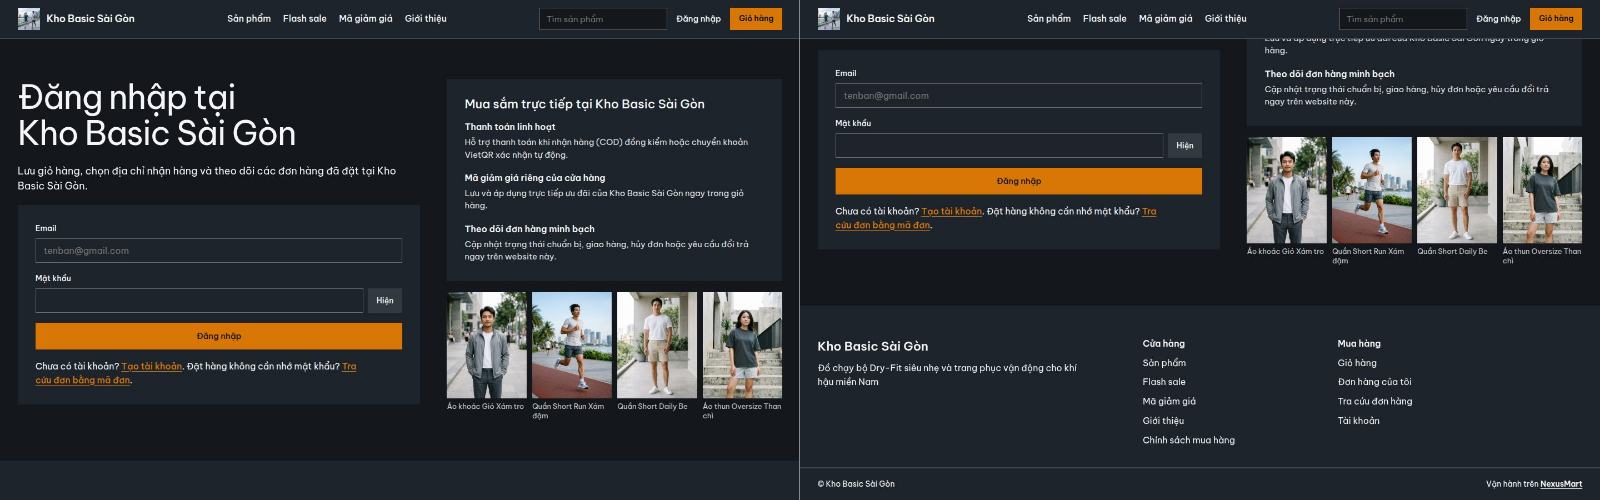 Kho Basic Sài Gòn
Sản phẩm Flash sale Mã giảm giá Giới thiệu
Tìm sản phẩm
Đăng nhập
Giỏ hàng
Đăng nhập tại
Kho Basic Sài Gòn
Lưu giỏ hàng, chọn địa chỉ nhận hàng và theo dõi các đơn hàng đã đặt tại Kho
Basic Sài Gòn.
Email
tenban@gmail.com
Mật khẩu
Hiện
Đăng nhập
Chưa có tài khoản? Tạo tài khoản. Đặt hàng không cần nhớ mật khẩu? Tra
cứu đơn bằng mã đơn.
Mua sắm trực tiếp tại Kho Basic Sài Gòn
Thanh toán linh hoạt
Hỗ trợ thanh toán khi nhận hàng (COD) đồng kiểm hoặc chuyển khoản
VietQR xác nhận tự động.
Mã giảm giá riêng của cửa hàng
Lưu và áp dụng trực tiếp ưu đãi của Kho Basic Sài Gòn ngay trong giỏ
hàng.
Theo dõi đơn hàng minh bạch
Cập nhật trạng thái chuẩn bị, giao hàng, hủy đơn hoặc yêu cầu đổi trả
ngay trên website này.
Áo khoác Gió Xám tro
Quần Short Run Xám
đậm
Quần Short Daily Be
Áo thun Oversize Than
chì
Kho Basic Sài Gòn
Sản phẩm Flash sale Mã giảm giá Giới thiệu
Tìm sản phẩm
Đăng nhập
Giỏ hàng
Email
tenban@gmail.com
Mật khẩu
Hiện
Đăng nhập
Chưa có tài khoản? Tạo tài khoản. Đặt hàng không cần nhớ mật khẩu? Tra
cứu đơn bằng mã đơn.
Lưu và áp dụng trực tiếp ưu đãi của Kho Basic Sài Gòn ngay trong giỏ
hàng.
Theo dõi đơn hàng minh bạch
Cập nhật trạng thái chuẩn bị, giao hàng, hủy đơn hoặc yêu cầu đổi trả
ngay trên website này.
Áo khoác Gió Xám tro
Quần Short Run Xám
đậm
Quần Short Daily Be
Áo thun Oversize Than
chì
Kho Basic Sài Gòn
Đồ chạy bộ Dry-Fit siêu nhẹ và trang phục vận động cho khí
hậu miền Nam
Cửa hàng
Sản phẩm
Flash sale
Mã giảm giá
Giới thiệu
Chính sách mua hàng
Mua hàng
Giỏ hàng
Đơn hàng của tôi
Tra cứu đơn hàng
Tài khoản
© Kho Basic Sài Gòn
Vận hành trên NexusMart